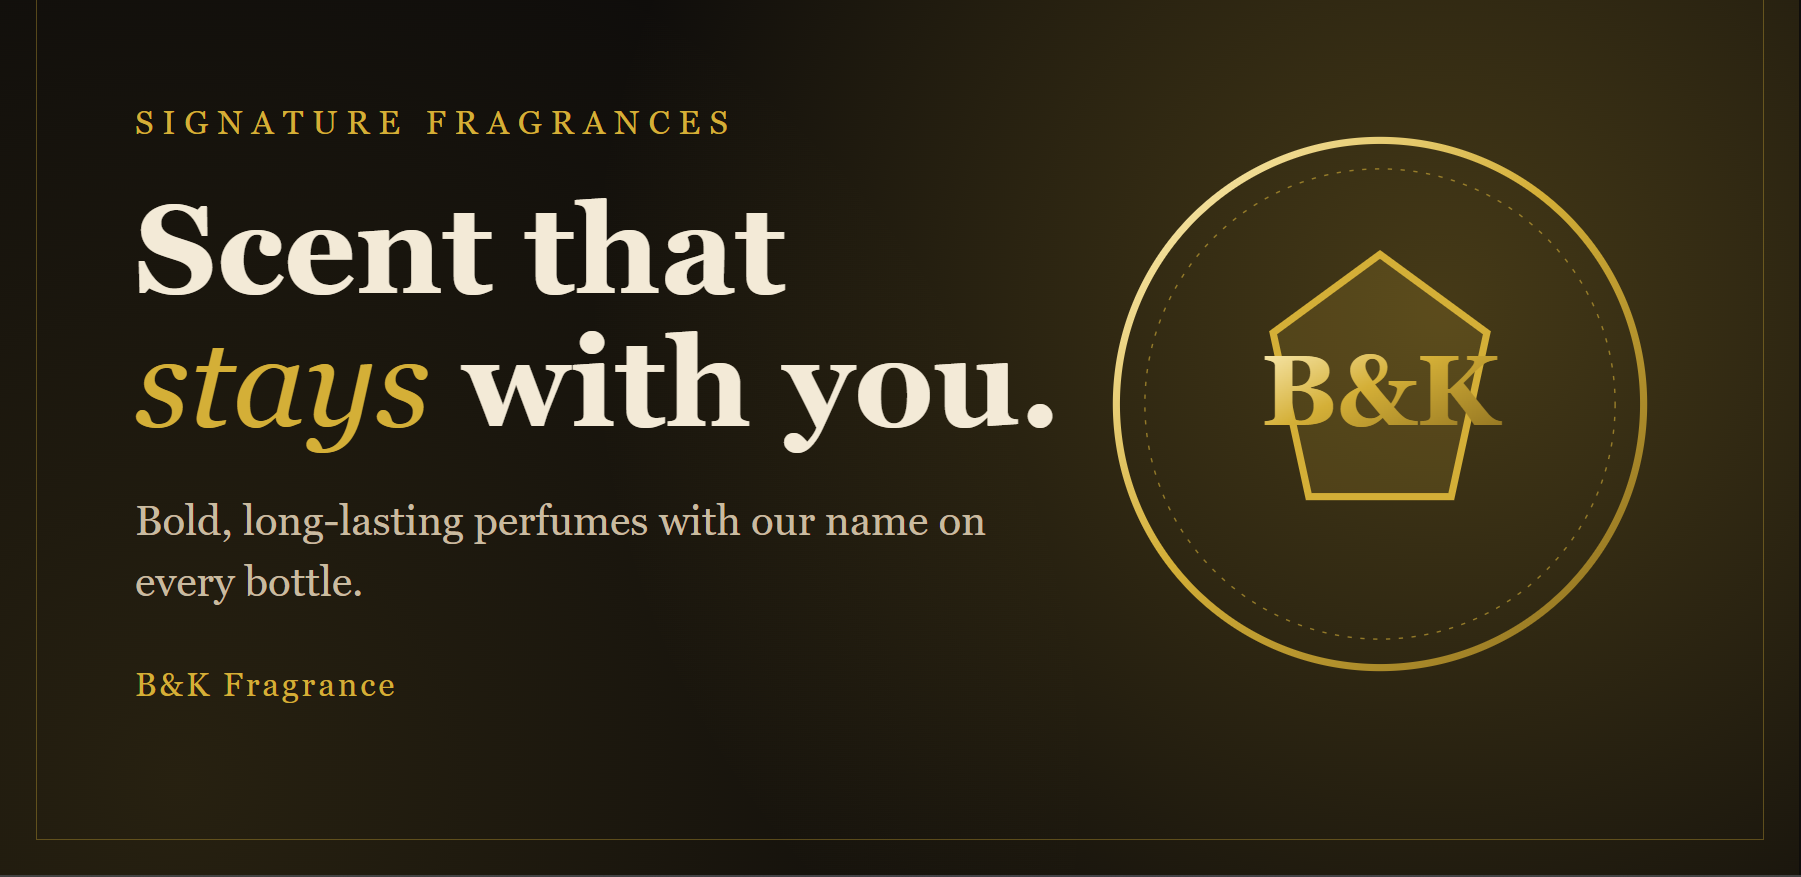 SIGNATURE FRAGRANCES
Scent that
stays with you.
Bold, long-lasting perfumes with our name on
every bottle.
B&K Fragrance
B&K